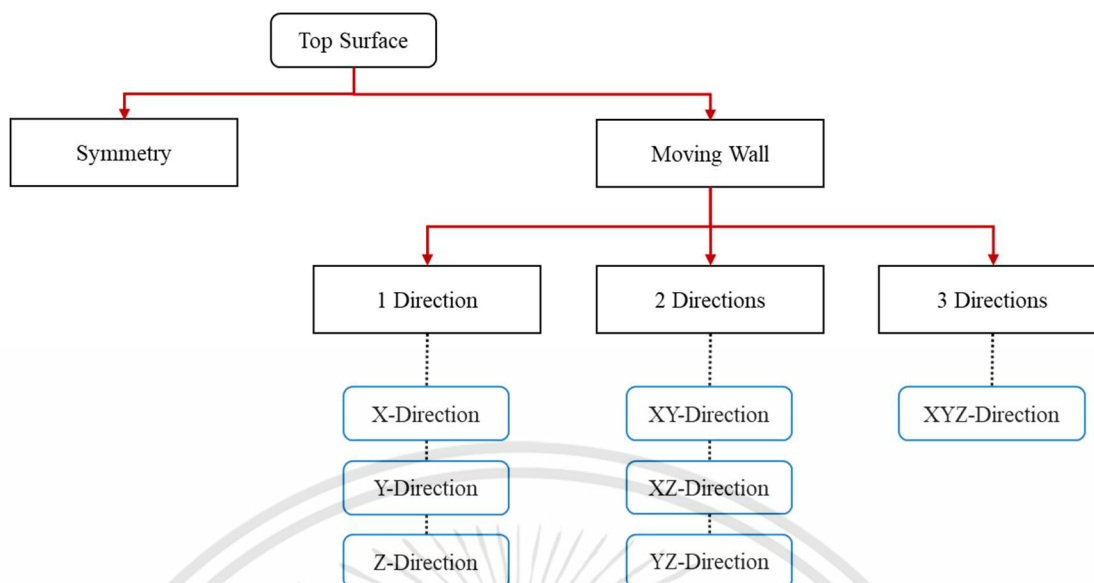 Top Surface
Symmetry
Moving Wall
1 Direction
2 Directions
3 Directions
X-Direction
XY-Direction
XYZ-Direction
Y-Direction
XZ-Direction
Z-Direction
YZ-Direction